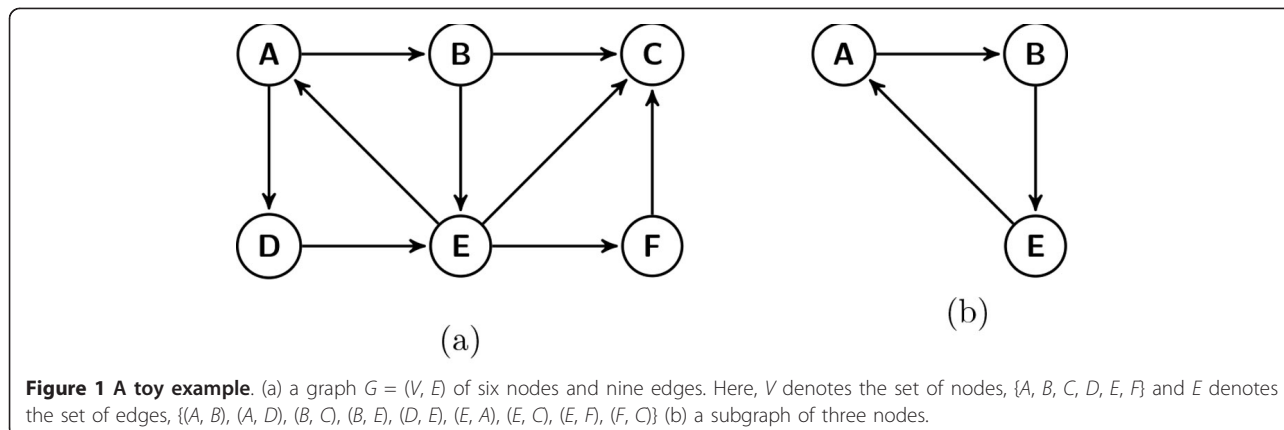 A B C A B
D E F E
(a) (b)
Figure 1 A toy example. (a) a graph G = (V, E) of six nodes and nine edges. Here, V denotes the set of nodes, {A, B, C, D, E, F} and E denotes
the set of edges, {(A, B), (A, D), (B, C), (B, E), (D, E), (E, A), (E, C), (E, F), (F, C)} (b) a subgraph of three nodes.